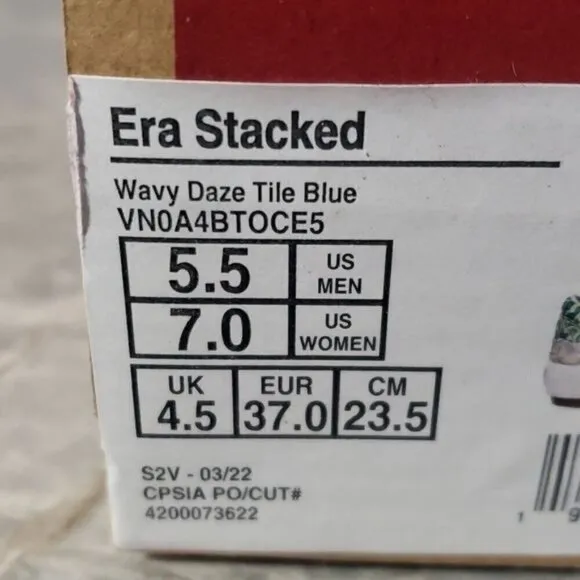 Era Stacked
Wavy Daze Tile Blue
VN0A4BTOCE5
5.5 US MEN
7.0 US WOMEN
UK EUR CM
4.5 37.0 23.5
S2V - 03/22
CPSIA PO/CUT#
4200073622
1 9